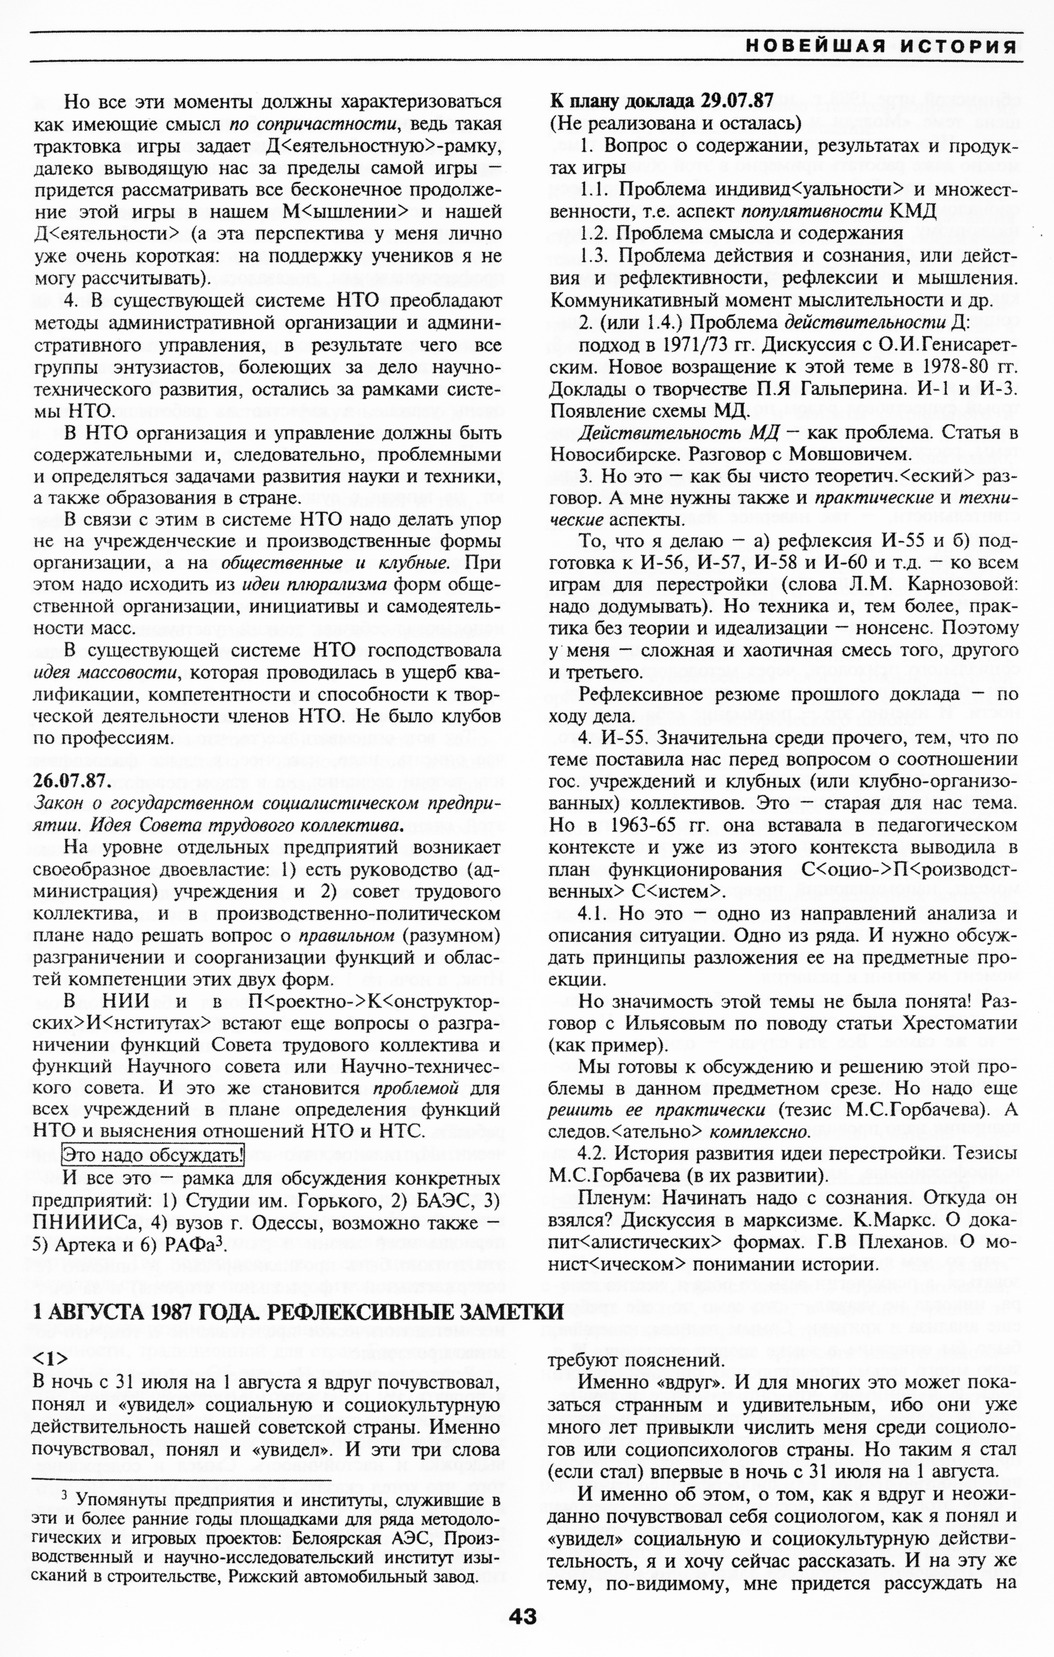 НОВЕЙШАЯ ИСТОРИЯ
Но все эти моменты должны характеризоваться
как имеющие смысл по сопричастности, ведь такая
трактовка игры задает Д<еятельностную>-рамку,
далеко выводящую нас за пределы самой игры —
придется рассматривать все бесконечное продолже-
ние этой игры в нашем М<ышлении> и нашей
Д<еятельности> (а эта перспектива у меня лично
уже очень короткая: на поддержку учеников я не
могу рассчитывать).
4. В существующей системе НТО преобладают
методы административной организации и админи-
стративного управления, в результате чего все
группы энтузиастов, болеющих за дело научно-
технического развития, остались за рамками систе-
мы НТО.
В НТО организация и управление должны быть
содержательными и, следовательно, проблемными
и определяться задачами развития науки и техники,
а также образования в стране.
В связи с этим в системе НТО надо делать упор
не на учрежденческие и производственные формы
организации, а на общественные и клубные. При
этом надо исходить из идеи плюрализма форм обще-
ственной организации, инициативы и самодеятель-
ности масс.
В существующей системе НТО господствовала
идея массовости, которая проводилась в ущерб ква-
лификации, компетентности и способности к твор-
ческой деятельности членов НТО. Не было клубов
по профессиям.
26.07.87.
Закон о государственном социалистическом предпри-
ятии. Идея Совета трудового коллектива.
На уровне отдельных предприятий возникает
своеобразное двоевластие: 1) есть руководство (ад-
министрация) учреждения и 2) совет трудового
коллектива, и в производственно-политическом
плане надо решать вопрос о правильном (разумном)
разграничении и соорганизации функций и облас-
тей компетенции этих двух форм.
В НИИ и в П<роектно->К<онструктор-
ских>И<нститутах> встают еще вопросы о разгра-
ничении функций Совета трудового коллектива и
функций Научного совета или Научно-техничес-
кого совета. И это же становится проблемой для
всех учреждений в плане определения функций
НТО и выяснения отношений НТО и НТС.
Это надо обсуждать!
И все это — рамка для обсуждения конкретных
предприятий: 1) Студии им. Горького, 2) БАЭС, 3)
ПНИИИСа, 4) вузов г. Одессы, возможно также —
5) Артека и 6) РАФа³.
К плану доклада 29.07.87
(Не реализована и осталась)
1. Вопрос о содержании, результатах и продук-
тах игры
1.1. Проблема индивид<уальности> и множест-
венности, т.е. аспект популятивности КМД
1.2. Проблема смысла и содержания
1.3. Проблема действия и сознания, или дейст-
вия и рефлективности, рефлексии и мышления.
Коммуникативный момент мыслительности и др.
2. (или 1.4.) Проблема действительности Д:
подход в 1971/73 гг. Дискуссия с О.И.Генисарет-
ским. Новое возращение к этой теме в 1978-80 гг.
Доклады о творчестве П.Я Гальперина. И-1 и И-3.
Появление схемы МД.
Действительность МД — как проблема. Статья в
Новосибирске. Разговор с Мовшовичем.
3. Но это — как бы чисто теоретич.<еский> раз-
говор. А мне нужны также и практические и техни-
ческие аспекты.
То, что я делаю — а) рефлексия И-55 и б) под-
готовка к И-56, И-57, И-58 и И-60 и т.д. — ко всем
играм для перестройки (слова Л.М. Карнозовой:
надо додумывать). Но техника и, тем более, прак-
тика без теории и идеализации — нонсенс. Поэтому
у меня — сложная и хаотичная смесь того, другого
и третьего.
Рефлексивное резюме прошлого доклада — по
ходу дела.
4. И-55. Значительна среди прочего, тем, что по
теме поставила нас перед вопросом о соотношении
гос. учреждений и клубных (или клубно-организо-
ванных) коллективов. Это — старая для нас тема.
Но в 1963-65 гг. она вставала в педагогическом
контексте и уже из этого контекста выводила в
план функционирования С<оцио->П<роизводст-
венных> С<истем>.
4.1. Но это — одно из направлений анализа и
описания ситуации. Одно из ряда. И нужно обсуж-
дать принципы разложения ее на предметные про-
екции.
Но значимость этой темы не была понята! Раз-
говор с Ильясовым по поводу статьи Хрестоматии
(как пример).
Мы готовы к обсуждению и решению этой про-
блемы в данном предметном срезе. Но надо еще
решить ее практически (тезис М.С.Горбачева). А
следов.<ательно> комплексно.
4.2. История развития идеи перестройки. Тезисы
М.С.Горбачева (в их развитии).
Пленум: Начинать надо с сознания. Откуда он
взялся? Дискуссия в марксизме. К.Маркс. О дока-
пит<алистических> формах. Г.В Плеханов. О мо-
нист<ическом> понимании истории.
1 АВГУСТА 1987 ГОДА. РЕФЛЕКСИВНЫЕ ЗАМЕТКИ
<1>
В ночь с 31 июля на 1 августа я вдруг почувствовал,
понял и «увидел» социальную и социокультурную
действительность нашей советской страны. Именно
почувствовал, понял и «увидел». И эти три слова
³ Упомянуты предприятия и институты, служившие в
эти и более ранние годы площадками для ряда методоло-
гических и игровых проектов: Белоярская АЭС, Произ-
водственный и научно-исследовательский институт изы-
сканий в строительстве, Рижский автомобильный завод.
требуют пояснений.
Именно «вдруг». И для многих это может пока-
заться странным и удивительным, ибо они уже
много лет привыкли числить меня среди социоло-
гов или социопсихологов страны. Но таким я стал
(если стал) впервые в ночь с 31 июля на 1 августа.
И именно об этом, о том, как я вдруг и неожи-
данно почувствовал себя социологом, как я понял и
«увидел» социальную и социокультурную действи-
тельность, я и хочу сейчас рассказать. И на эту же
тему, по-видимому, мне придется рассуждать на
43